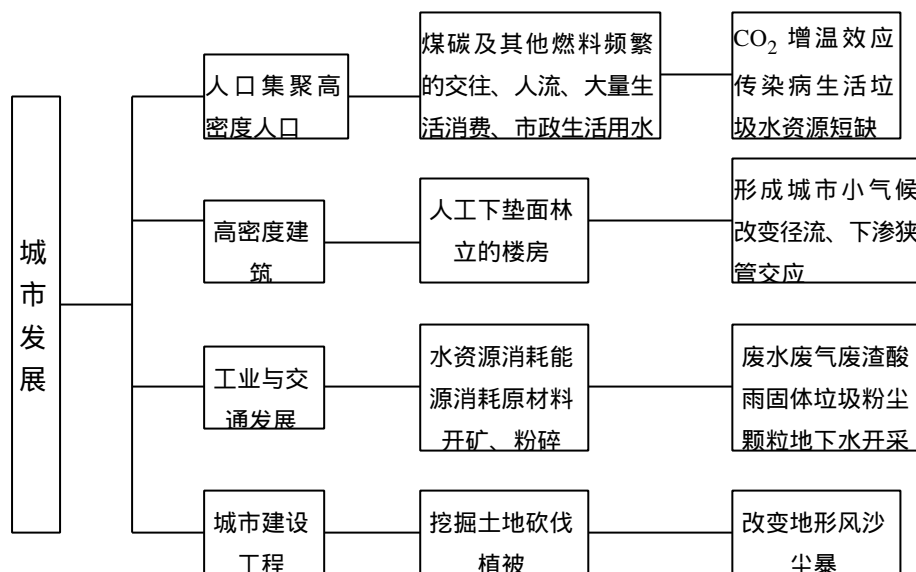 城
市
发
展
人口集聚高
密度人口
煤碳及其他燃料频繁
的交往、人流、大量生
活消费、市政生活用水
CO2 增温效应
传染病生活垃
圾水资源短缺
高密度建
筑
人工下垫面林
立的楼房
形成城市小气候
改变径流、下渗狭
管交应
工业与交
通发展
水资源消耗能
源消耗原材料
开矿、粉碎
废水废气废渣酸
雨固体垃圾粉尘
颗粒地下水开采
城市建设
工程
挖掘土地砍伐
植被
改变地形风沙
尘暴